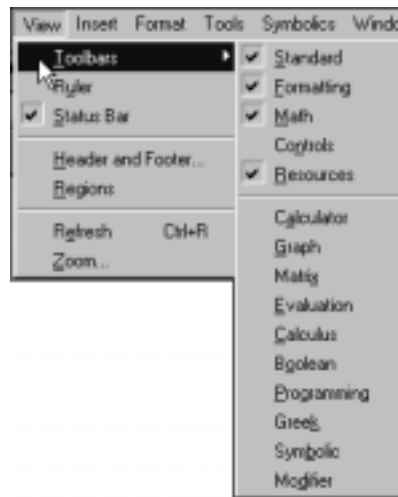 View Insert Format Tools Symbolics Windo
Toolbars
Ruler
Status Bar
Header and Footer...
Regions
Refresh Ctrl+R
Zoom...
Standard
Formatting
Math
Controls
Resources
Calculator
Graph
Matrix
Evaluation
Calculus
Boolean
Programming
Greek
Symbolic
Modifier